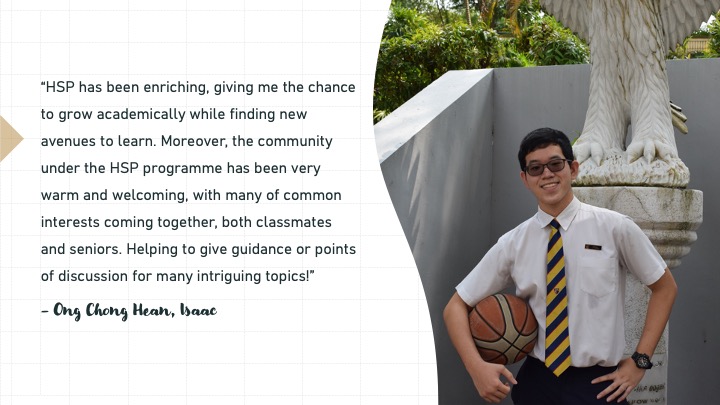 “HSP has been enriching, giving me the chance
to grow academically while finding new
avenues to learn. Moreover, the community
under the HSP programme has been very
warm and welcoming, with many of common
interests coming together, both classmates
and seniors. Helping to give guidance or points
of discussion for many intriguing topics!”
- Ong Chong Hean, Isaac